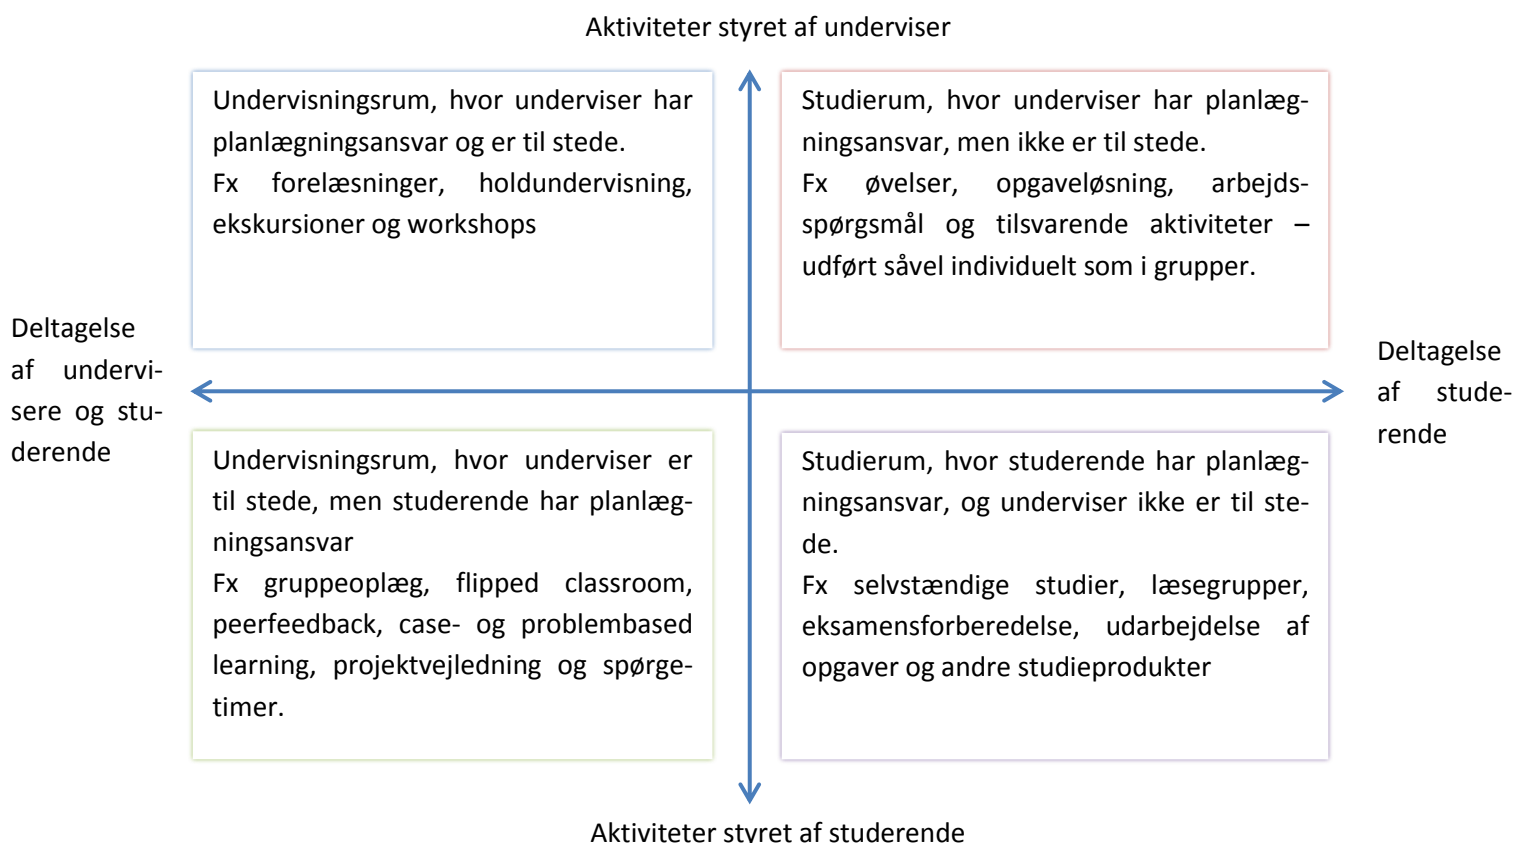 Aktiviteter styret af underviser
Undervisningsrum, hvor underviser har
planlægningsansvar og er til stede.
Fx forelæsninger, holdundervisning,
ekskursioner og workshops
Studierum, hvor underviser har planlæg-
ningsansvar, men ikke er til stede.
Fx øvelser, opgaveløsning, arbejds-
spørgsmål og tilsvarende aktiviteter –
udført såvel individuelt som i grupper.
Deltagelse
af undervi-
sere og stu-
derende
Deltagelse
af stude-
rende
Undervisningsrum, hvor underviser er
til stede, men studerende har planlæg-
ningsansvar
Fx gruppeoplæg, flipped classroom,
peerfeedback, case- og problembased
learning, projektvejledning og spørge-
timer.
Studierum, hvor studerende har planlæg-
ningsansvar, og underviser ikke er til ste-
de.
Fx selvstændige studier, læsegrupper,
eksamensforberedelse, udarbejdelse af
opgaver og andre studieprodukter
Aktiviteter styret af studerende